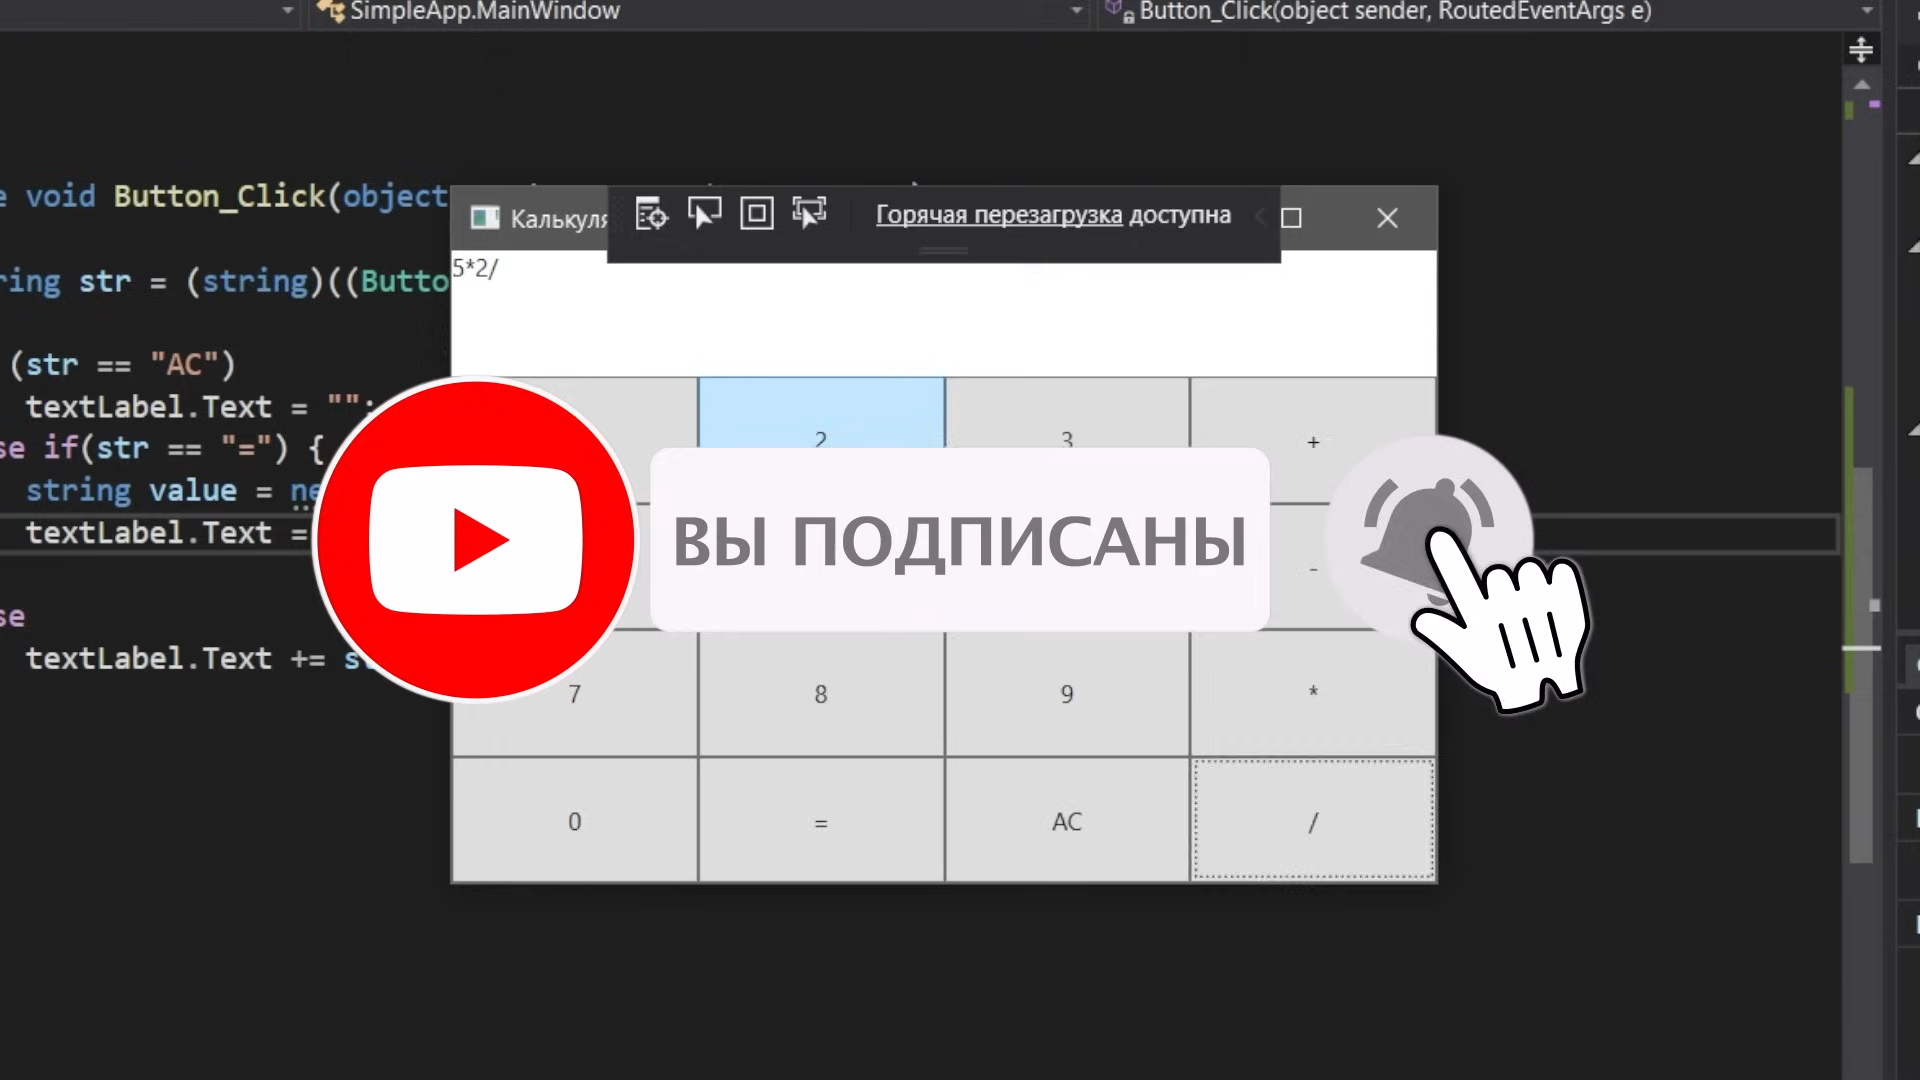 SimpleApp.MainWindow
Button_Click(object sender, RoutedEventArgs e)
e void Button_Click(object
Калькуля
Горячая перезагрузка доступна
5*2/
ring str = (string)((Butto
(str == "AC")
textLabel.Text = "";
se if(str == "=") {
string value = ne
textLabel.Text =
se
textLabel.Text += s
2
3
+
ВЫ ПОДПИСАНЫ
-
7
8
9
*
0
=
AC
/